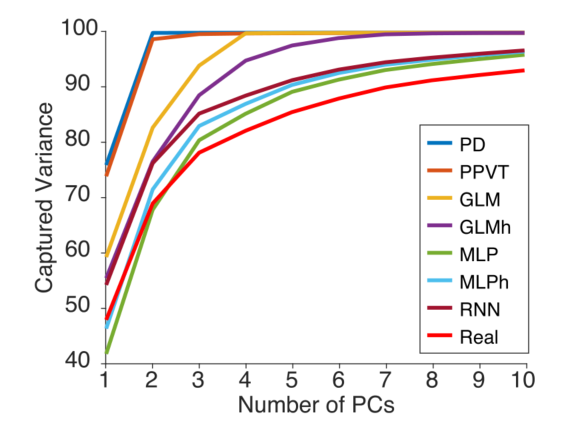 100
90
80
70
60
50
40
Captured Variance
PD
PPVT
GLM
GLMh
MLP
MLPh
RNN
Real
1 2 3 4 5 6 7 8 9 10
Number of PCs